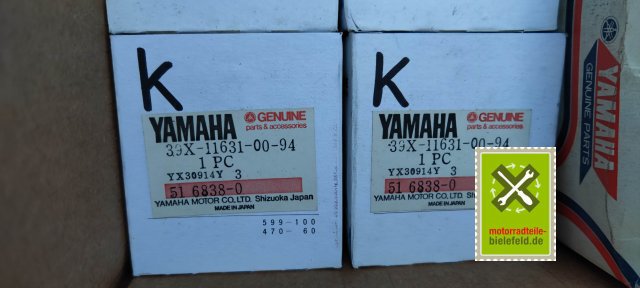 K
YAMAHA
GENUINE
parts & accessories
39X-11631-00-94
1 PC
YX30914Y 3
51 6838-0
YAMAHA MOTOR CO., LTD. Shizuoka Japan
MADE IN JAPAN
599-100
470- 60
K
YAMAHA
GENUINE
parts & accessories
39X-11631-00-94
1 PC
YX30914Y 3
51 6838-0
YAMAHA MOTOR CO., LTD.
MADE IN
YAMAHA
GENUINE PARTS
motorradteile-
bielefeld.de